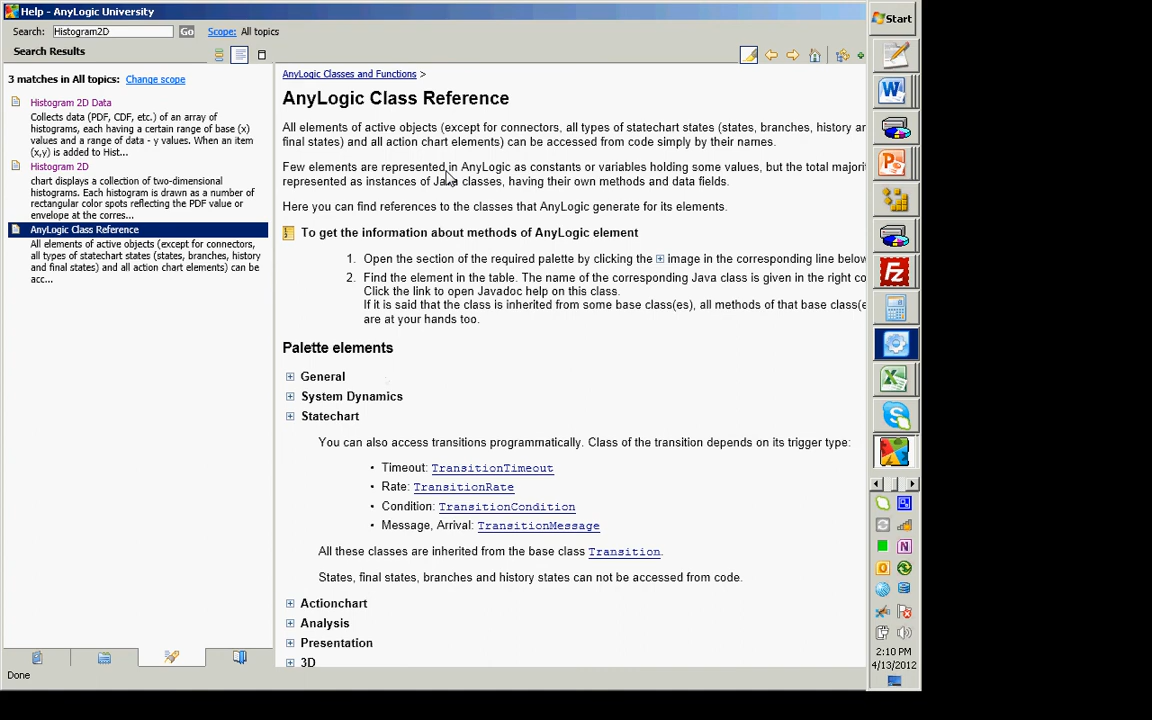 Help - AnyLogic University
Search: Histogram2D Go Scope: All topics
Search Results
3 matches in All topics: Change scope
Histogram 2D Data
Collects data (PDF, CDF, etc.) of an array of
histograms, each having a certain range of base (x)
values and a range of data - y values. When an item
(x,y) is added to Hist...
Histogram 2D
chart displays a collection of two-dimensional
histograms. Each histogram is drawn as a number of
rectangular color spots reflecting the PDF value or
envelope at the corres...
AnyLogic Class Reference
All elements of active objects (except for connectors,
all types of statechart states (states, branches, history
and final states) and all action chart elements) can be
acc...
AnyLogic Classes and Functions >
AnyLogic Class Reference
All elements of active objects (except for connectors, all types of statechart states (states, branches, history ar
final states) and all action chart elements) can be accessed from code simply by their names.
Few elements are represented in AnyLogic as constants or variables holding some values, but the total majorit
represented as instances of Java classes, having their own methods and data fields.
Here you can find references to the classes that AnyLogic generate for its elements.
To get the information about methods of AnyLogic element
1. Open the section of the required palette by clicking the image in the corresponding line below
2. Find the element in the table. The name of the corresponding Java class is given in the right co
Click the link to open Javadoc help on this class.
If it is said that the class is inherited from some base class(es), all methods of that base class(e
are at your hands too.
Palette elements
General
System Dynamics
Statechart
You can also access transitions programmatically. Class of the transition depends on its trigger type:
• Timeout: TransitionTimeout
• Rate: TransitionRate
• Condition: TransitionCondition
• Message, Arrival: TransitionMessage
All these classes are inherited from the base class Transition.
States, final states, branches and history states can not be accessed from code.
Actionchart
Analysis
Presentation
3D
Done
Start
2:10 PM
4/13/2012